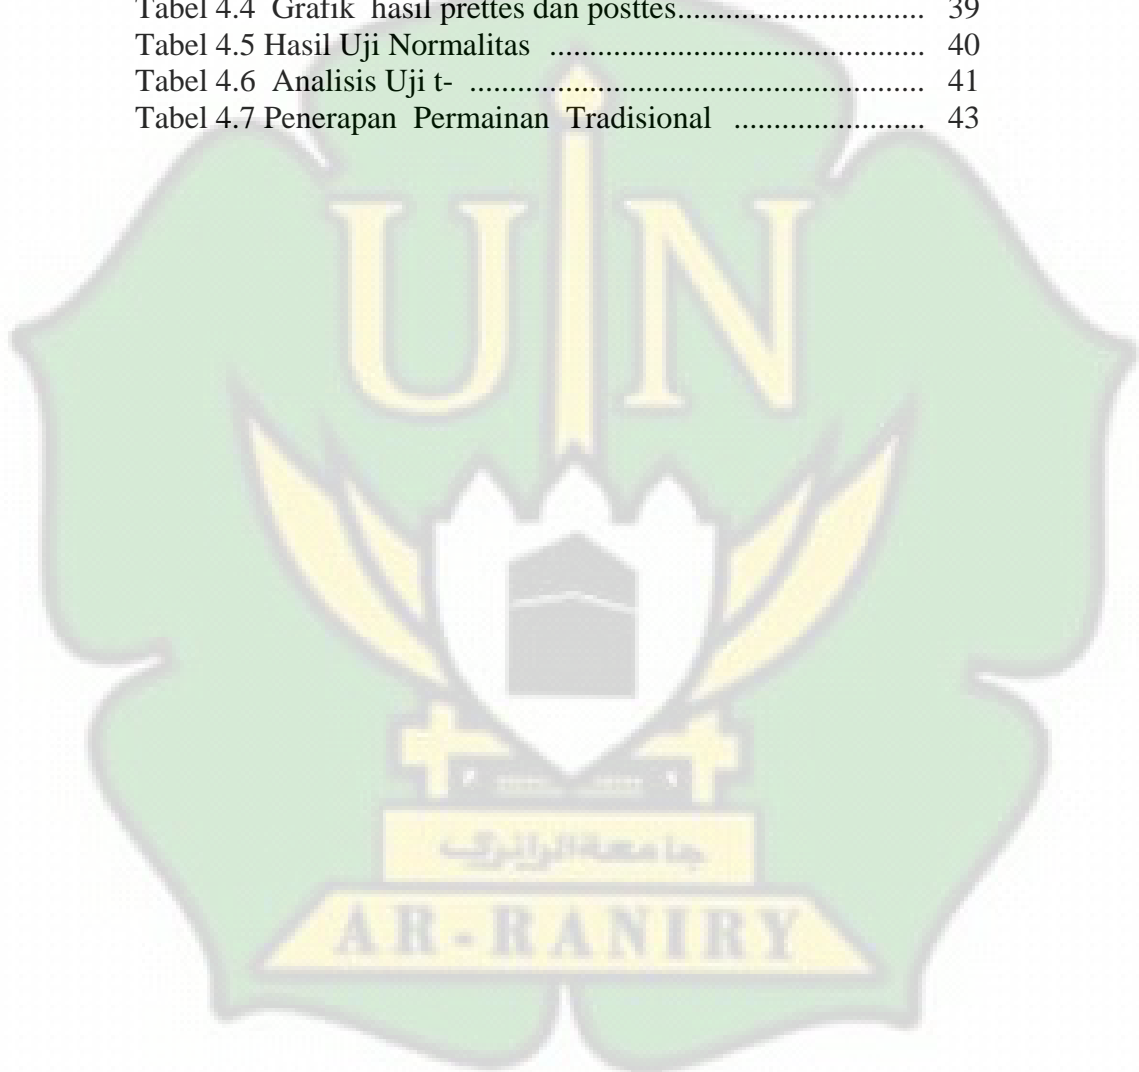 Tabel 4.4 Grafik hasil prettes dan posttes............................... 39
Tabel 4.5 Hasil Uji Normalitas ............................................... 40
Tabel 4.6 Analisis Uji t- ......................................................... 41
Tabel 4.7 Penerapan Permainan Tradisional ........................ 43
UIN
جامعةالرانري
AR-RANIRY